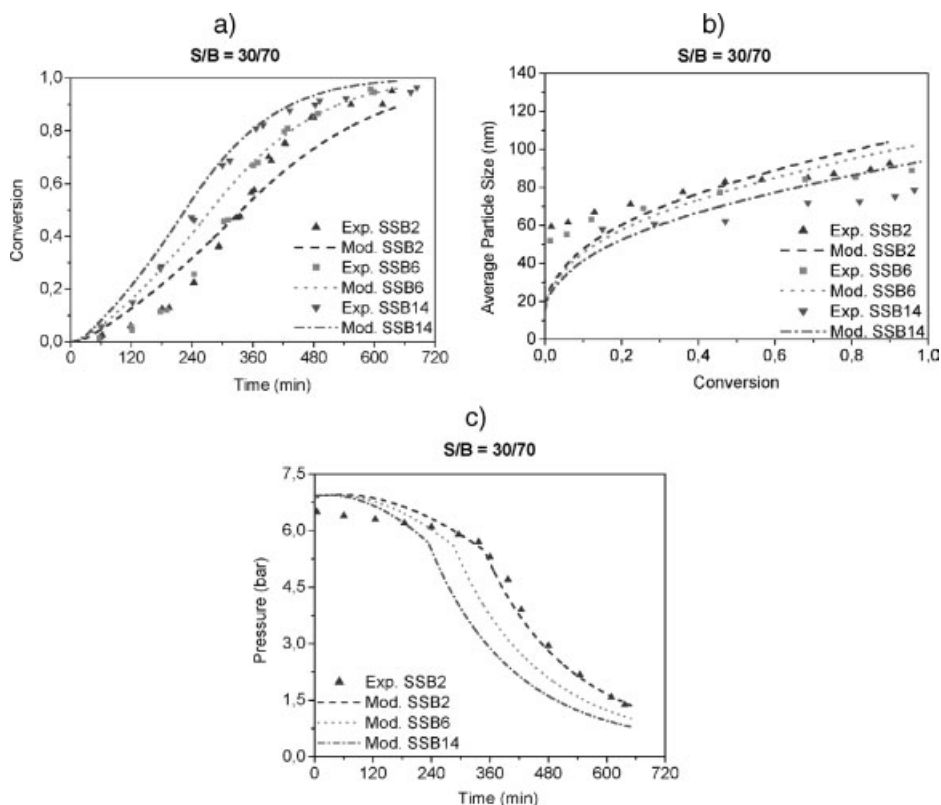 a)
S/B = 30/70
1,0
0,8
0,6
0,4
0,2
0,0
Conversion
Exp. SSB2
Mod. SSB2
Exp. SSB6
Mod. SSB6
Exp. SSB14
Mod. SSB14
0 120 240 360 480 600 720
Time (min)
b)
S/B = 30/70
140
120
100
80
60
40
20
0
Average Particle Size (nm)
Exp. SSB2
Mod. SSB2
Exp. SSB6
Mod. SSB6
Exp. SSB14
Mod. SSB14
0,0 0,2 0,4 0,6 0,8 1,0
Conversion
c)
S/B = 30/70
7,5
6,0
4,5
3,0
1,5
0,0
Pressure (bar)
Exp. SSB2
Mod. SSB2
Mod. SSB6
Mod. SSB14
0 120 240 360 480 600 720
Time (min)